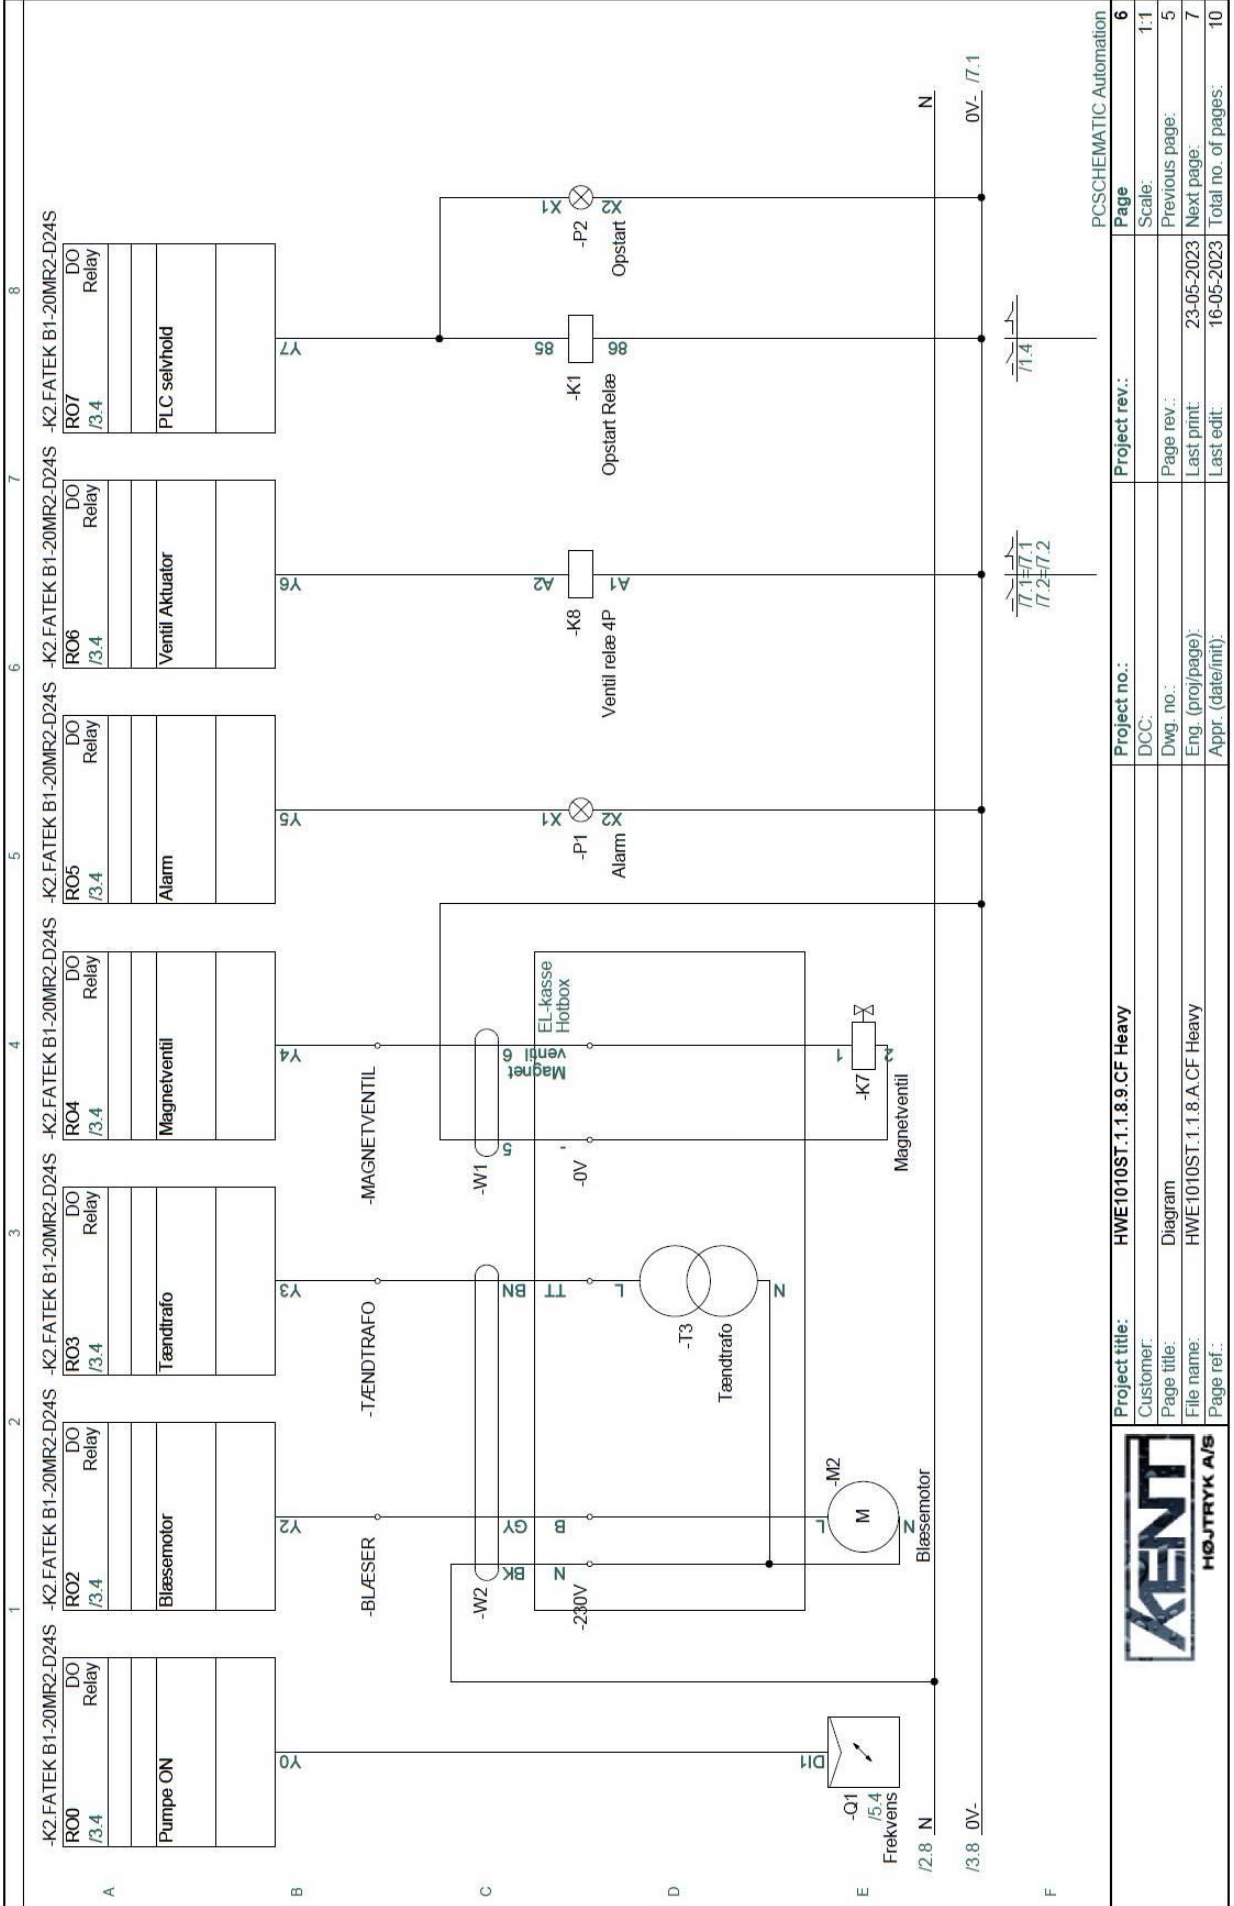 1
2
3
4
5
6
7
8
A
B
C
D
E
F
-K2.FATEK B1-20MR2-D24S
RO0 DO
/3.4 Relay
Pumpe ON
Y0
-K2.FATEK B1-20MR2-D24S
RO2 DO
/3.4 Relay
Blæsemotor
Y2
-K2.FATEK B1-20MR2-D24S
RO3 DO
/3.4 Relay
Tændtrafo
Y3
-K2.FATEK B1-20MR2-D24S
RO4 DO
/3.4 Relay
Magnetventil
Y4
-K2.FATEK B1-20MR2-D24S
RO5 DO
/3.4 Relay
Alarm
Y5
-K2.FATEK B1-20MR2-D24S
RO6 DO
/3.4 Relay
Ventil Aktuator
Y6
-K2.FATEK B1-20MR2-D24S
RO7 DO
/3.4 Relay
PLC selvhold
Y7
-BLÆSER
-TÆNDTRAFO
-MAGNETVENTIL
-W2
BK
GY
BN
-W1
5
6
N
B
TT
-
Magnet
ventil
EL-kasse
Hotbox
-230V
-0V
L
-T3
Tændtrafo
N
X1
-P1
X2
Alarm
A2
-K8
A1
Ventil relæ 4P
85
-K1
86
Opstart Relæ
X1
-P2
X2
Opstart
DI1
-Q1
/5.4
Frekvens
L
M
-M2
N
Blæsemotor
1
-K7
2
Magnetventil
/2.8 N
N
/3.8 0V-
0V- /7.1
/7.1=/7.1
/7.2=/7.2
/1.4
PCSCHEMATIC Automation
KENT
HØJTRYK A/S
Project title: HWE1010ST.1.1.8.9.CF Heavy
Customer:
Page title: Diagram
File name: HWE1010ST.1.1.8.A.CF Heavy
Page ref.:
Project no.:
DCC:
Dwg. no.:
Eng. (proj/page):
Appr. (date/init):
Project rev.:
Page rev.:
Last print: 23-05-2023
Last edit: 16-05-2023
Page 6
Scale: 1:1
Previous page: 5
Next page: 7
Total no. of pages: 10